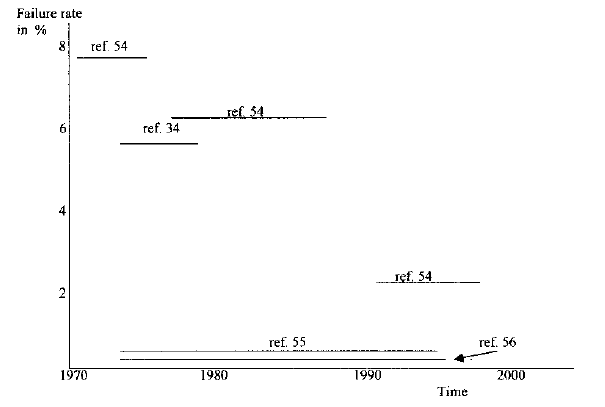 Failure rate
in %
8
ref. 54
ref. 54
6
ref. 34
4
ref. 54
2
ref. 55
ref. 56
1970
1980
1990
2000
Time